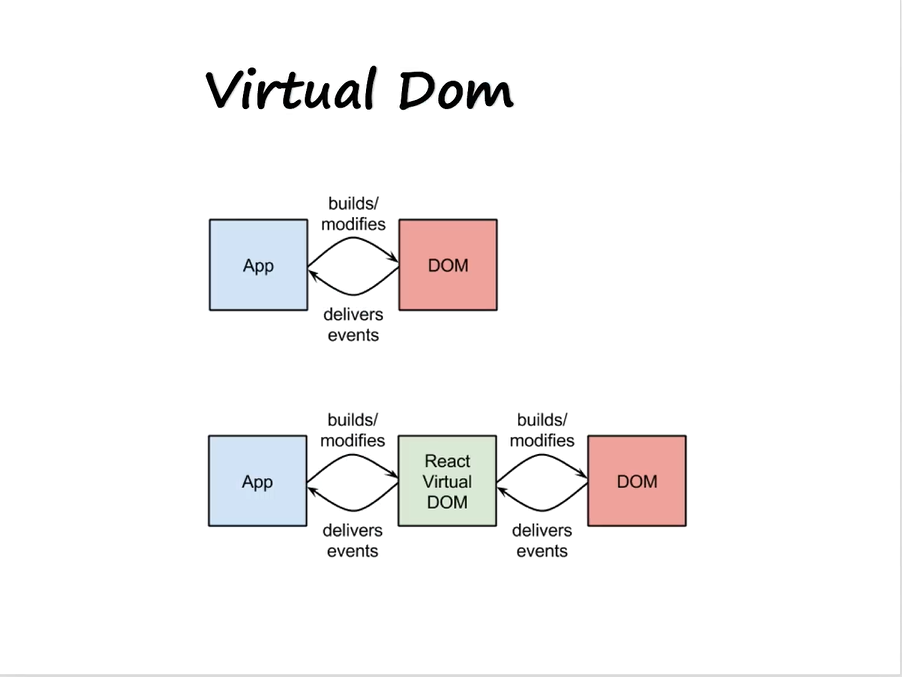 Virtual Dom
builds/
modifies
App
DOM
delivers
events
builds/
modifies
builds/
modifies
App
React
Virtual
DOM
DOM
delivers
events
delivers
events